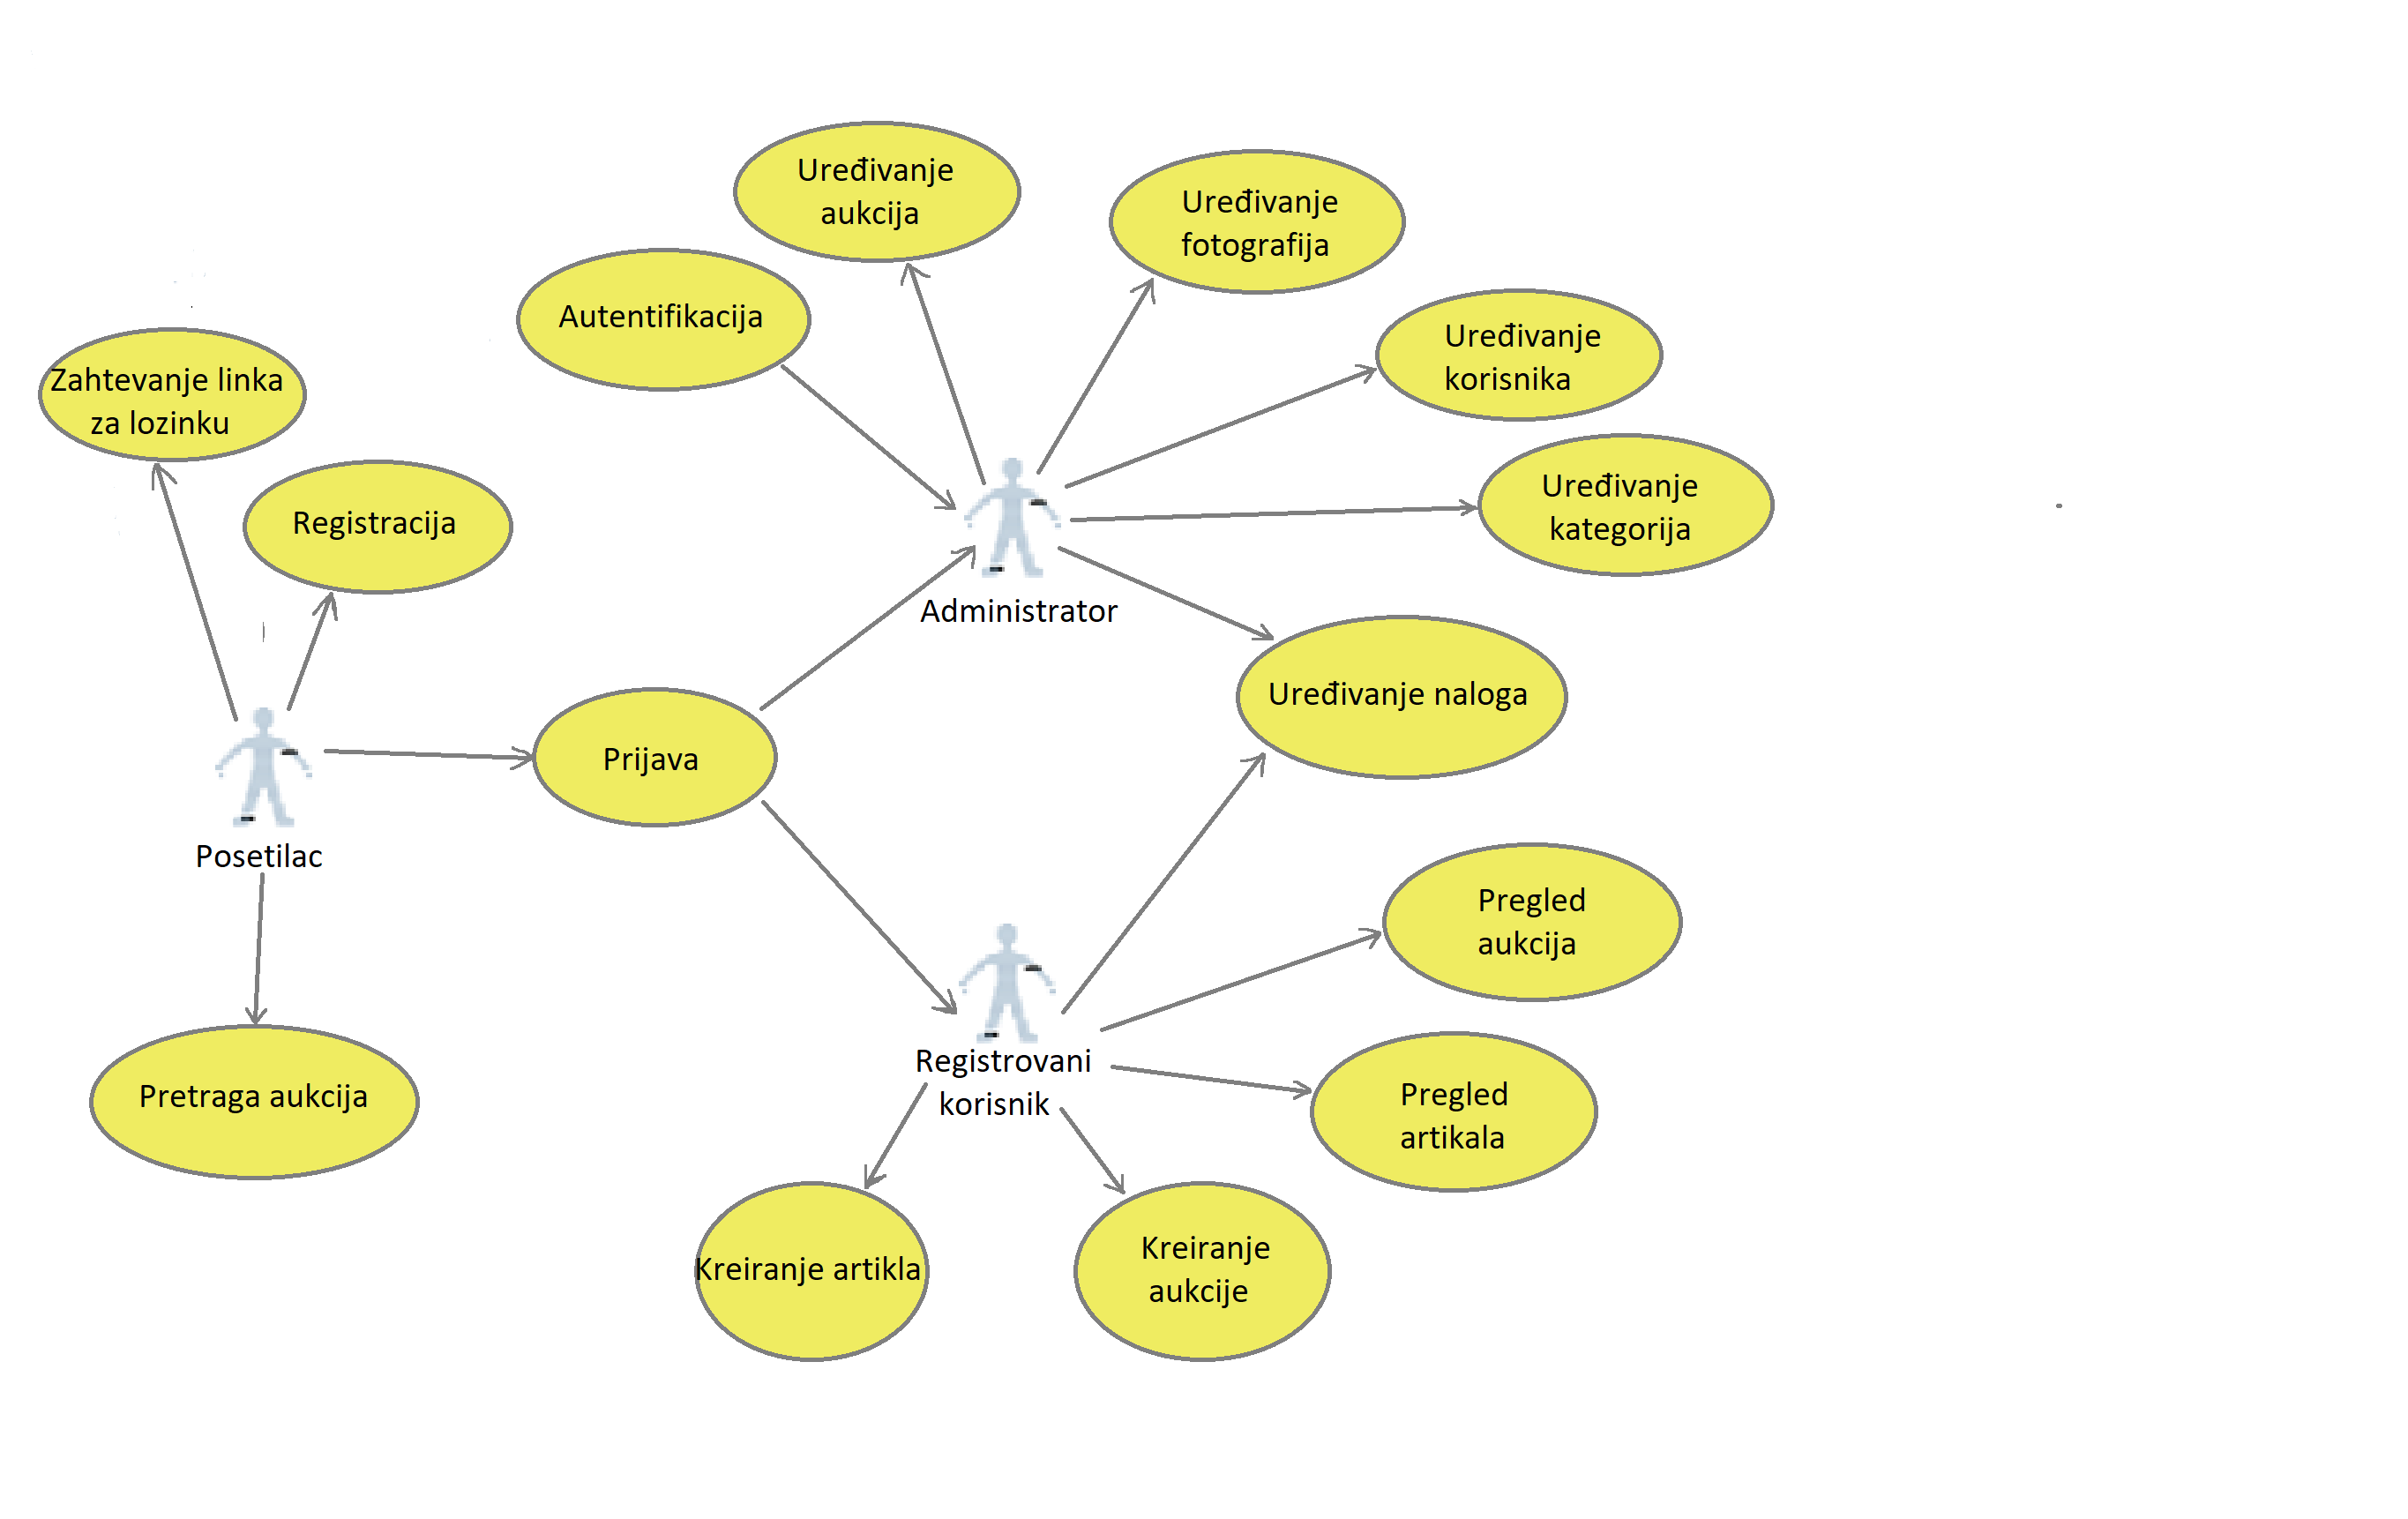 Uređivanje
aukcija
Uređivanje
fotografija
Autentifikacija
Uređivanje
korisnika
Zahtevanje linka
za lozinku
Registracija
Uređivanje
kategorija
Administrator
Uređivanje naloga
Prijava
Posetilac
Pregled
aukcija
Registrovani
korisnik
Pretraga aukcija
Pregled
artikala
Kreiranje artikla
Kreiranje
aukcije